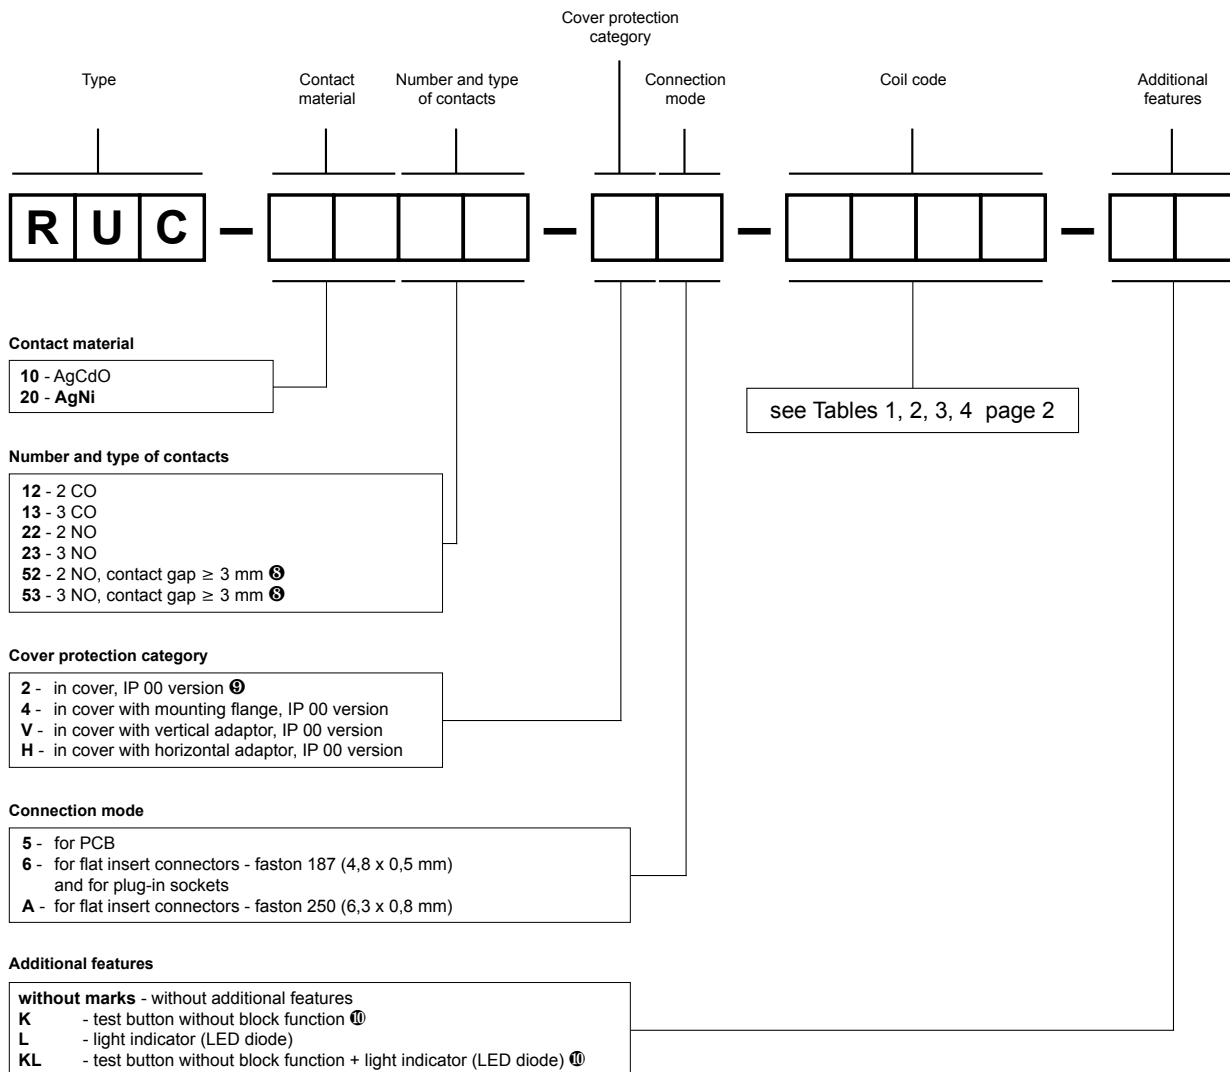 Cover protection
category
Type
Contact
material
Number and type
of contacts
Connection
mode
Coil code
Additional
features
R U C – – – –
Contact material
10 - AgCdO
20 - AgNi
see Tables 1, 2, 3, 4 page 2
Number and type of contacts
12 - 2 CO
13 - 3 CO
22 - 2 NO
23 - 3 NO
52 - 2 NO, contact gap ≥ 3 mm ❽
53 - 3 NO, contact gap ≥ 3 mm ❽
Cover protection category
2 - in cover, IP 00 version ❾
4 - in cover with mounting flange, IP 00 version
V - in cover with vertical adaptor, IP 00 version
H - in cover with horizontal adaptor, IP 00 version
Connection mode
5 - for PCB
6 - for flat insert connectors - faston 187 (4,8 x 0,5 mm)
and for plug-in sockets
A - for flat insert connectors - faston 250 (6,3 x 0,8 mm)
Additional features
without marks - without additional features
K - test button without block function ❿
L - light indicator (LED diode)
KL - test button without block function + light indicator (LED diode) ❿